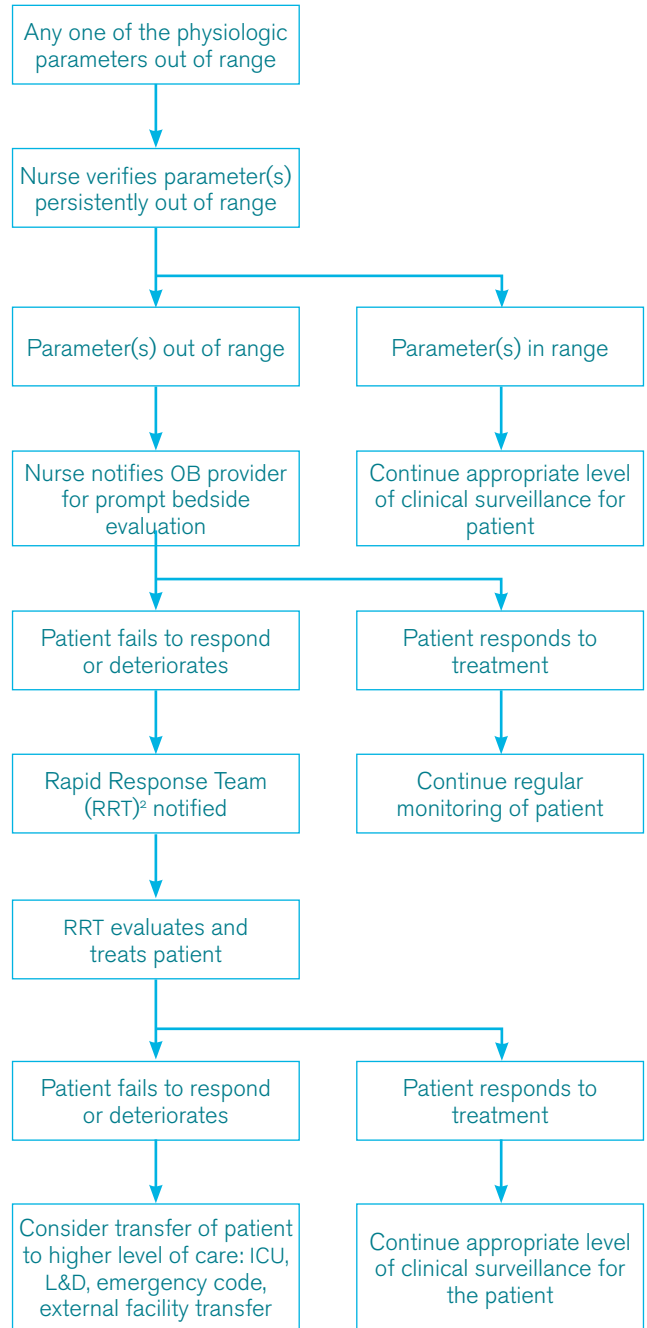 Any one of the physiologic
parameters out of range
Nurse verifies parameter(s)
persistently out of range
Parameter(s) out of range
Parameter(s) in range
Nurse notifies OB provider
for prompt bedside
evaluation
Continue appropriate level
of clinical surveillance for
patient
Patient fails to respond
or deteriorates
Patient responds to
treatment
Rapid Response Team
(RRT)² notified
Continue regular
monitoring of patient
RRT evaluates and
treats patient
Patient fails to respond
or deteriorates
Patient responds to
treatment
Consider transfer of patient
to higher level of care: ICU,
L&D, emergency code,
external facility transfer
Continue appropriate level
of clinical surveillance for
the patient